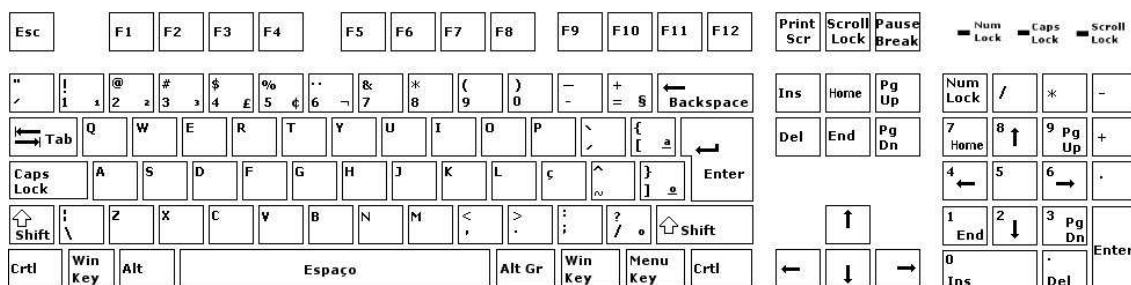 Esc F1 F2 F3 F4 F5 F6 F7 F8 F9 F10 F11 F12 Print Scroll Pause Num Caps Scroll
Scr Lock Break Lock Lock Lock
" ! @ # $ % ¨ & * ( ) _ + ← Ins Home Pg Num / * -
' 1 ¹ 2 ² 3 ³ 4 £ 5 ¢ 6 ¬ 7 8 9 0 - = § Backspace Up Lock
Tab Q W E R T Y U I O P ` { Del End Pg 7 8 ↑ 9 Pg +
´ [ ª Dn Home Up
Caps A S D F G H J K L ç ^ } Enter 4 ← 5 6 → .
Lock ~ ] º
Shift | Z X C V B N M < > : ? Shift ↑ 1 2 ↓ 3 Pg Enter
\ , . ; / ° End Dn
Crtl Win Alt Espaço Alt Gr Win Menu Crtl ← ↓ → 0 .
Key Key Key Ins Del